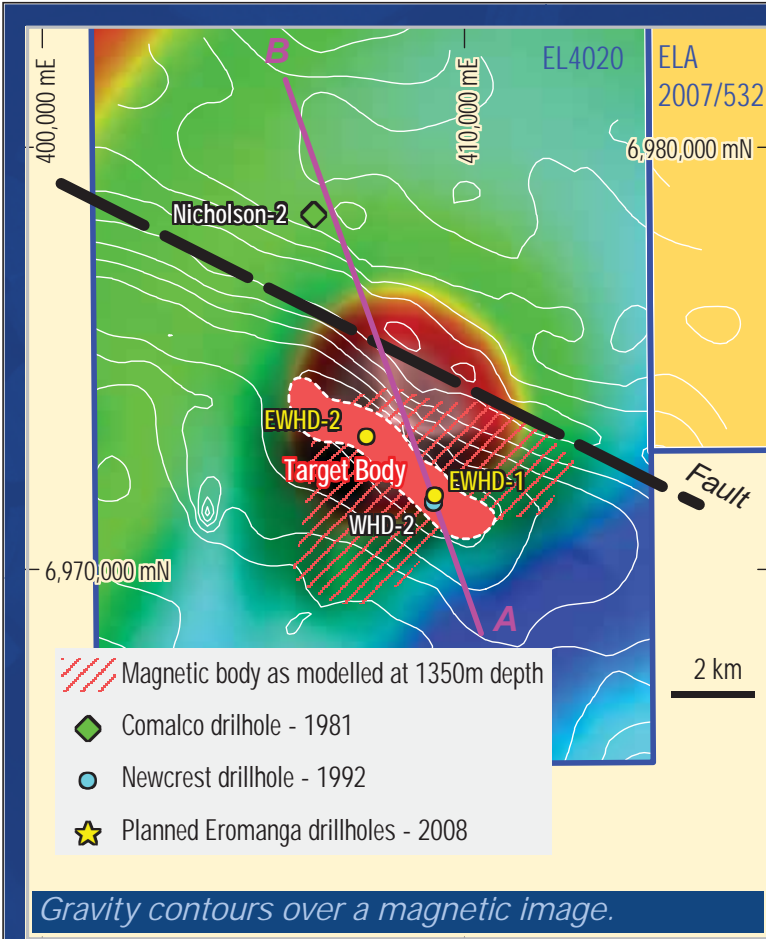 B
EL4020
ELA
2007/532
400,000 mE
410,000 mE
6,980,000 mN
Nicholson-2
EWHD-2
Target Body
EWHD-1
WHD-2
Fault
6,970,000 mN
A
Magnetic body as modelled at 1350m depth
2 km
Comalco drilhole - 1981
Newcrest drillhole - 1992
Planned Eromanga drillholes - 2008
Gravity contours over a magnetic image.